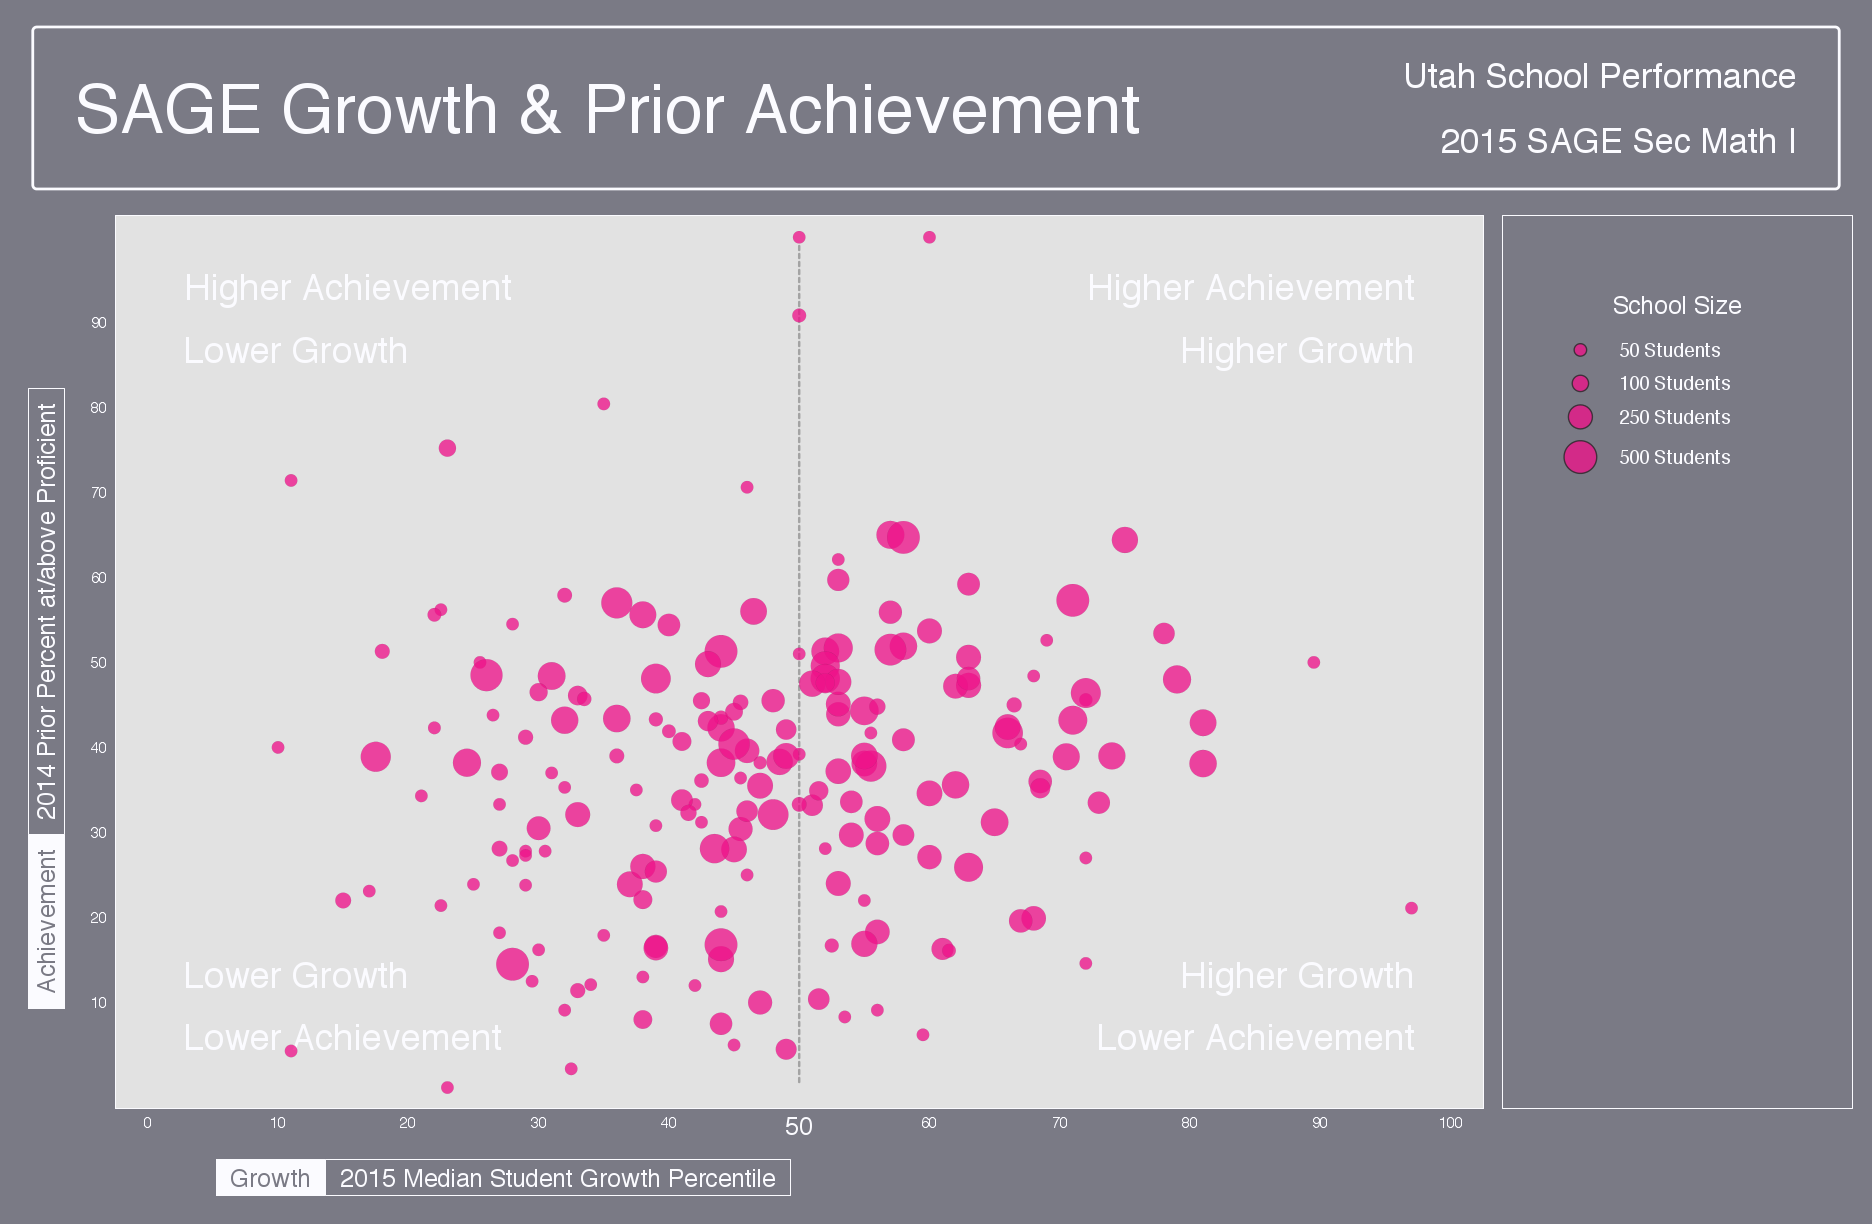 SAGE Growth & Prior Achievement
Utah School Performance
2015 SAGE Sec Math I
Higher Achievement
Lower Growth
Higher Achievement
Higher Growth
Lower Growth
Lower Achievement
Higher Growth
Lower Achievement
90
80
70
60
50
40
30
20
10
Achievement 2014 Prior Percent at/above Proficient
0 10 20 30 40 50 60 70 80 90 100
Growth 2015 Median Student Growth Percentile
School Size
50 Students
100 Students
250 Students
500 Students